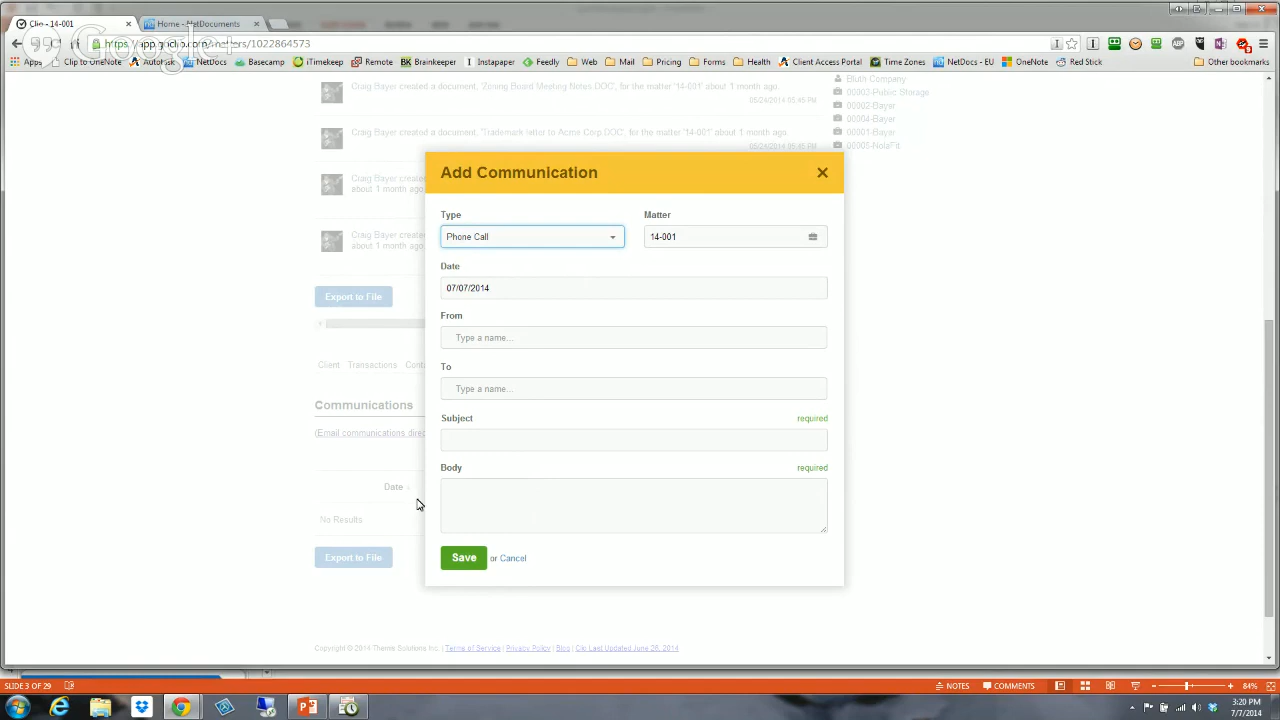 Clio - 14-001
Home - NetDocuments
https://app.goclio.com/matters/1022864573
Google+
Apps Clip to OneNote Autotask NetDocs Basecamp iTimekeep Remote Brainkeeper Instapaper Feedly Web Mail Pricing Forms Health Client Access Portal Time Zones NetDocs - EU OneNote Red Stick Other bookmarks
Craig Bayer created a document, 'Zoning Board Meeting Notes.DOC', for the matter '14-001' about 1 month ago.
05/24/2014 05:45 PM
Craig Bayer created a document, 'Trademark letter to Acme Corp.DOC', for the matter '14-001' about 1 month ago.
05/24/2014 05:45 PM
Craig Bayer created
about 1 month ago.
Craig Bayer created
about 1 month ago.
Bluth Company
00003-Public Storage
00002-Bayer
00004-Bayer
00001-Bayer
00005-NolaFit
Export to File
Client Transactions
Communications
(Email communications
Date
No Results
Export to File
Add Communication
Type
Phone Call
Matter
14-001
Date
07/07/2014
From
Type a name...
To
Type a name...
Subject required
Body required
Save or Cancel
Copyright © 2014 Themis Solutions Inc. | Terms of Service | Privacy Policy | Blog | Clio Last Updated June 26, 2014
SLIDE 3 OF 29
NOTES COMMENTS 84%
3:20 PM
7/7/2014